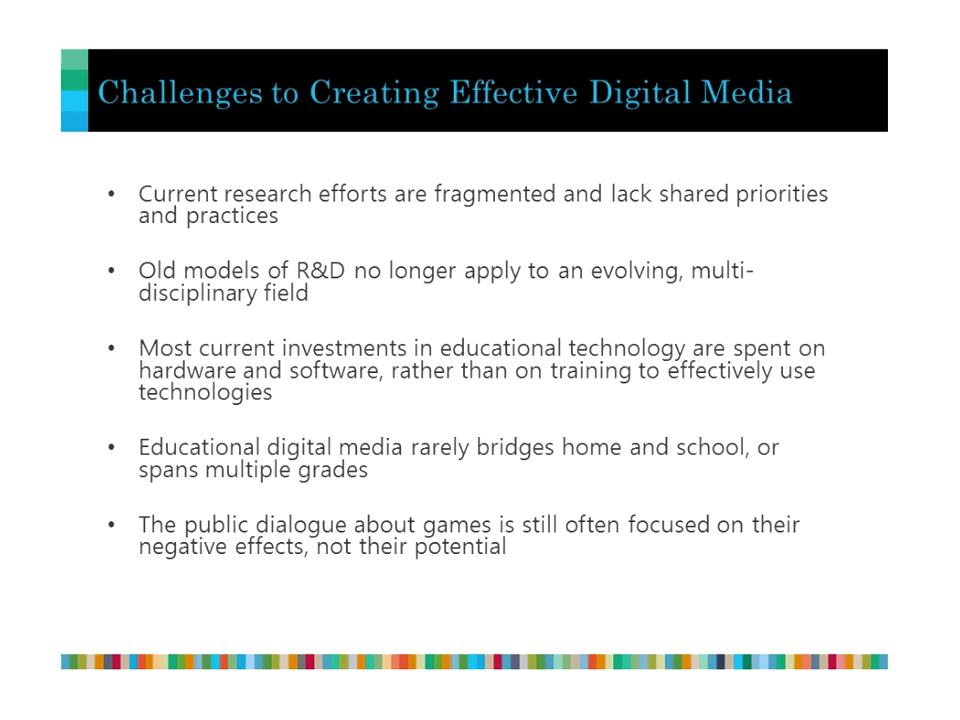 Challenges to Creating Effective Digital Media
• Current research efforts are fragmented and lack shared priorities
and practices
• Old models of R&D no longer apply to an evolving, multi-
disciplinary field
• Most current investments in educational technology are spent on
hardware and software, rather than on training to effectively use
technologies
• Educational digital media rarely bridges home and school, or
spans multiple grades
• The public dialogue about games is still often focused on their
negative effects, not their potential